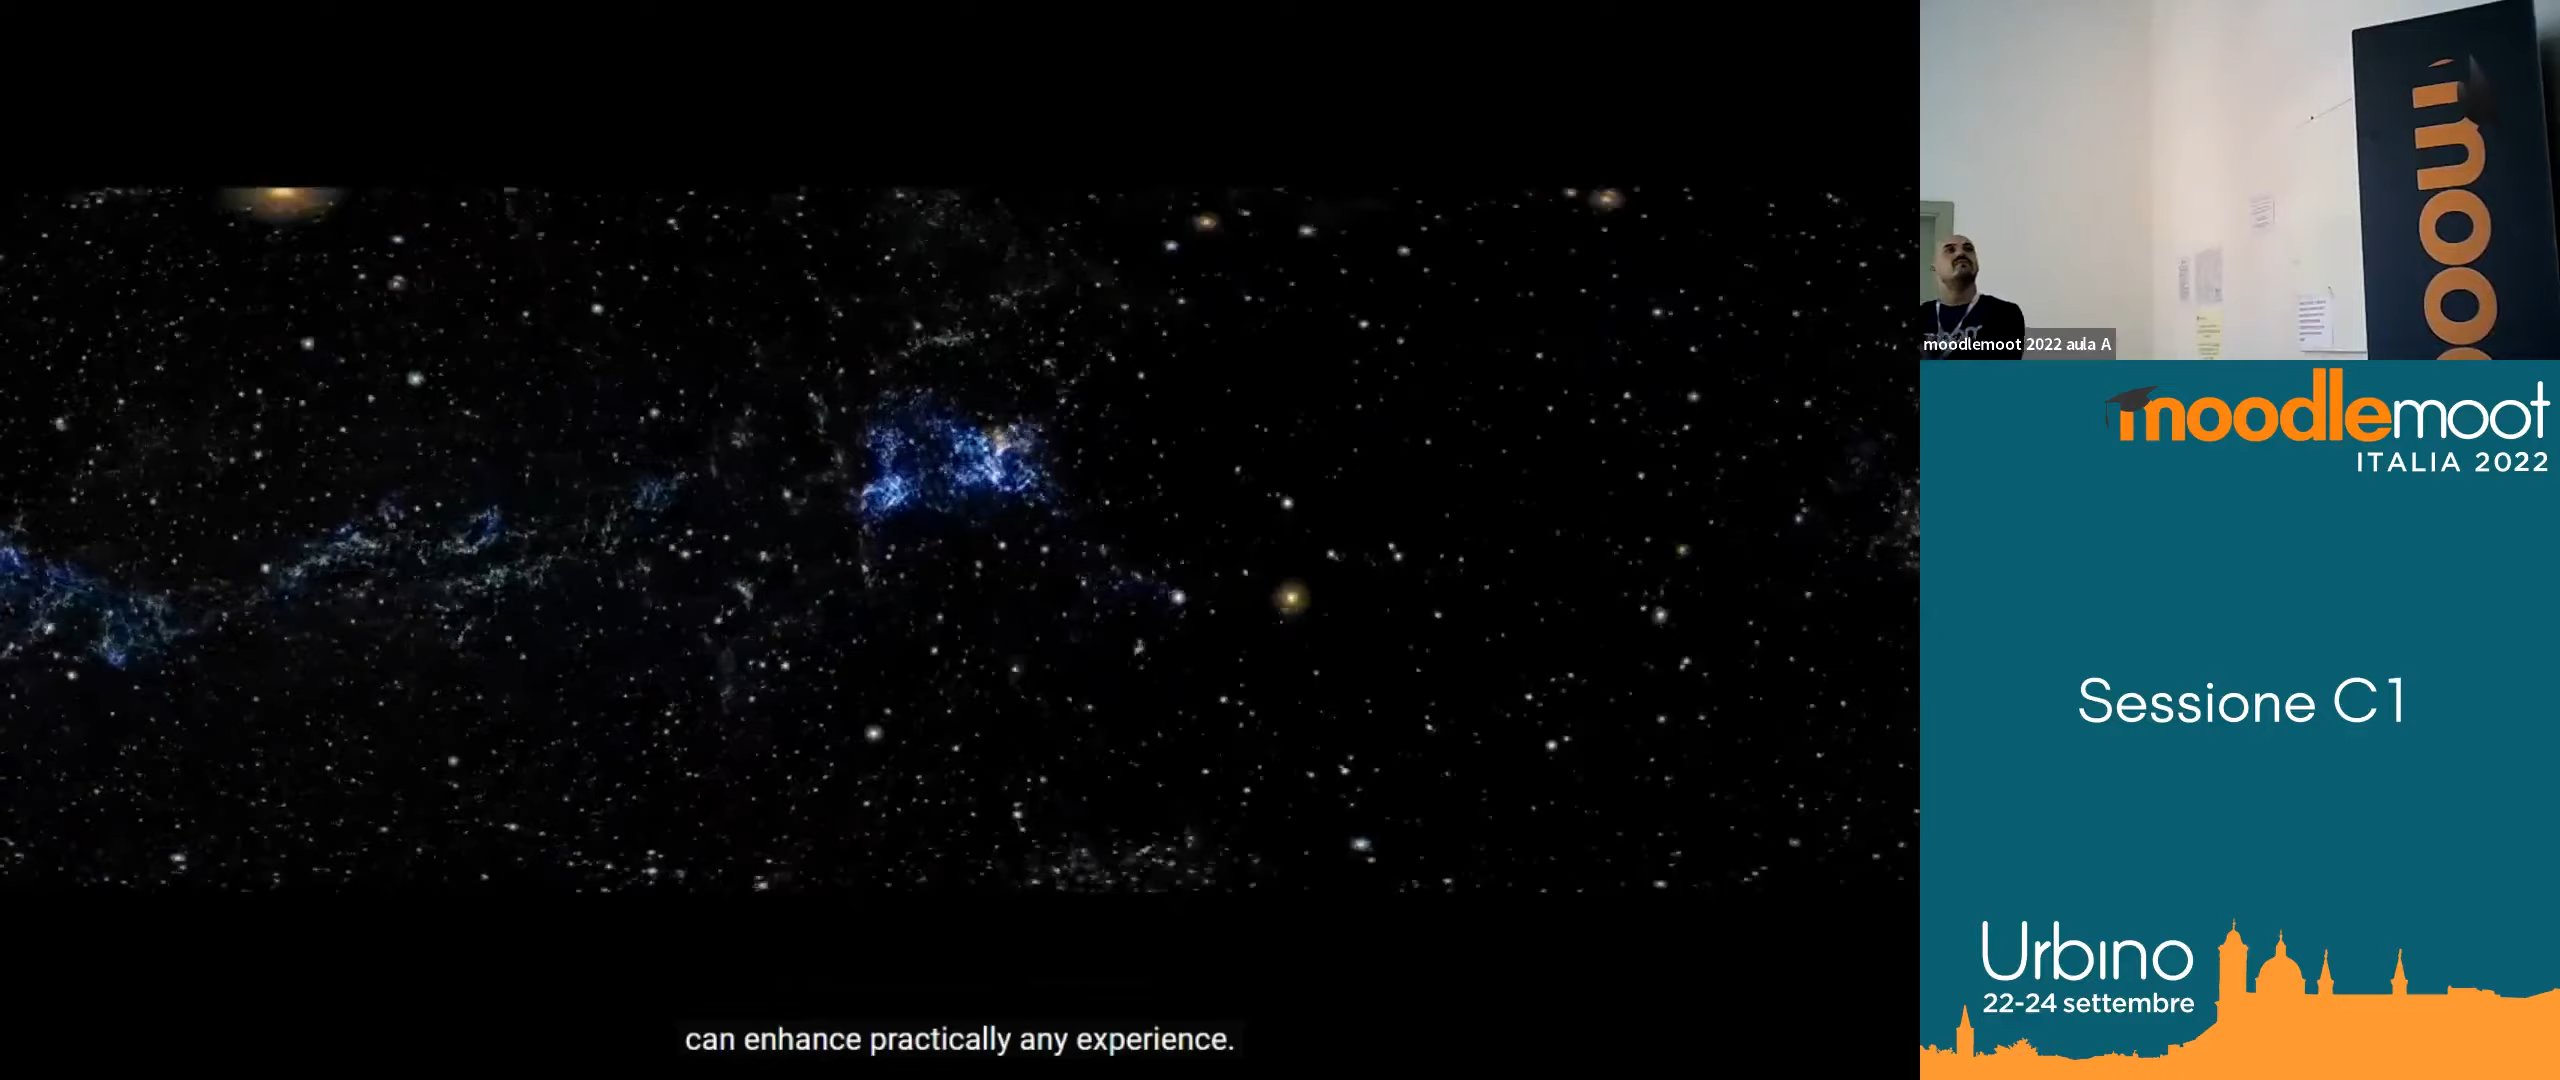 can enhance practically any experience.
moodlemoot 2022 aula A
moodlemoot
ITALIA 2022
Sessione C1
Urbino
22-24 settembre